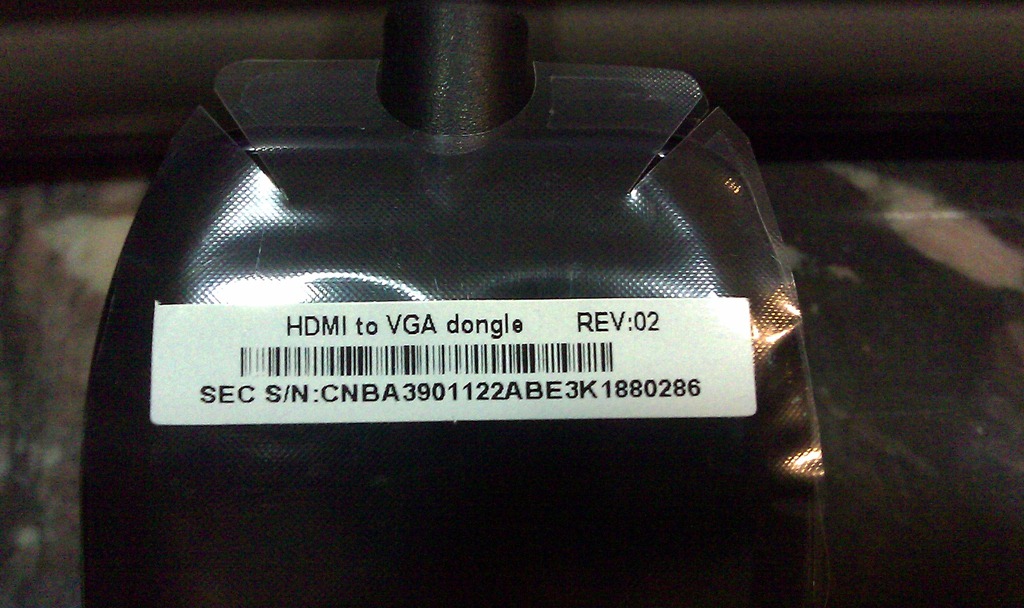 HDMI to VGA dongle REV:02
SEC S/N:CNBA3901122ABE3K1880286